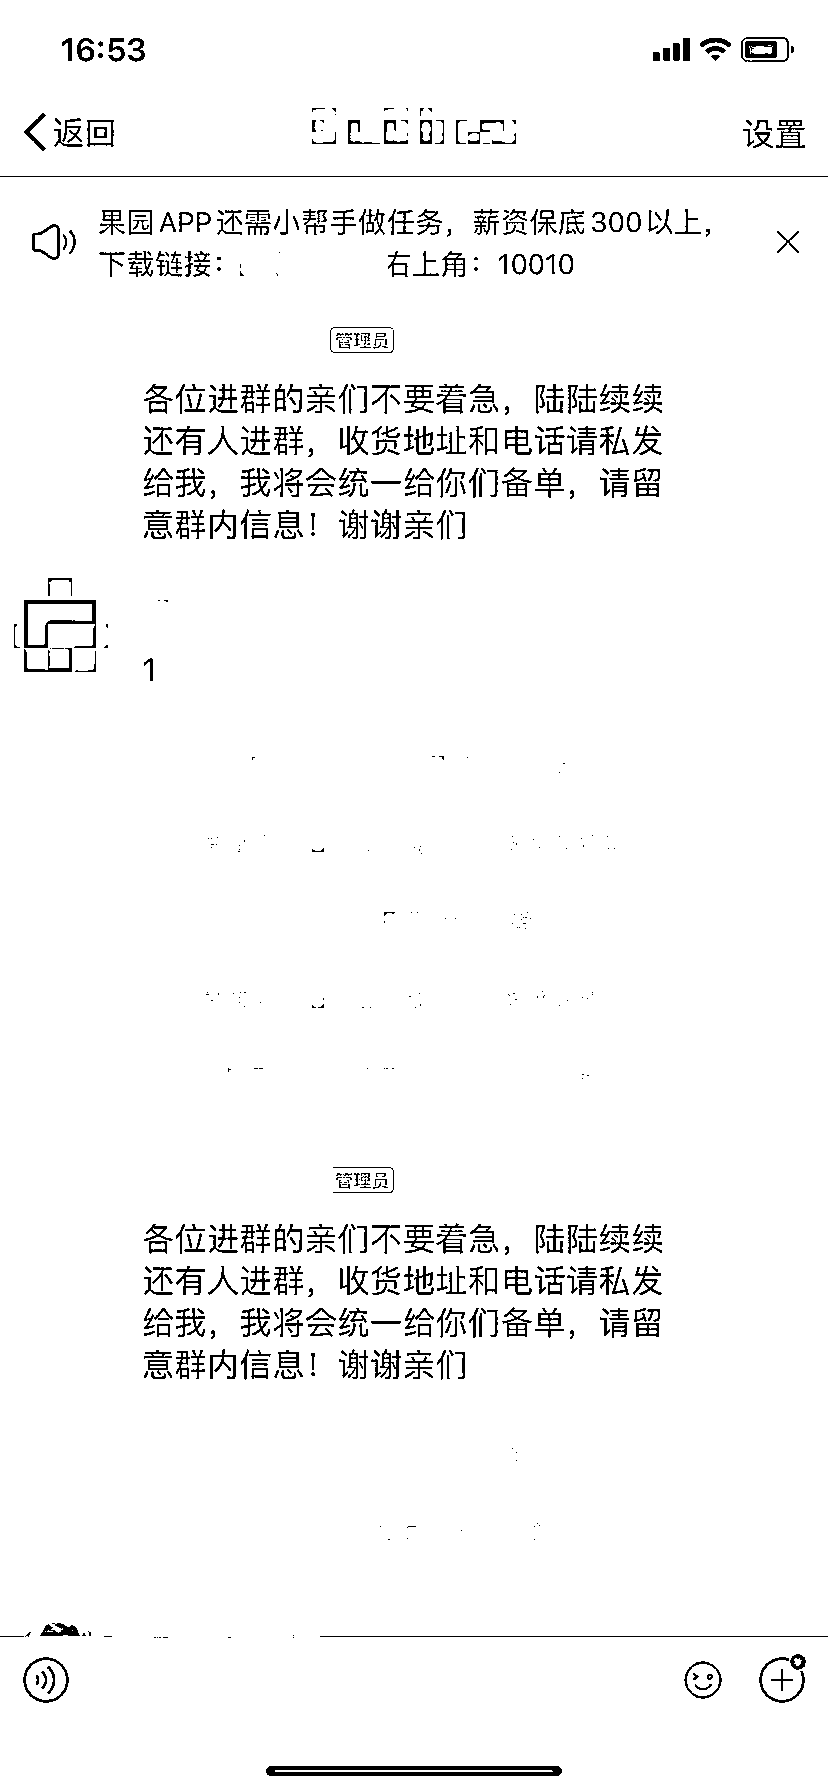 16:53
返回
设置
果园APP还需小帮手做任务，薪资保底300以上，
下载链接： 右上角：10010
管理员
各位进群的亲们不要着急，陆陆续续
还有人进群，收货地址和电话请私发
给我，我将会统一给你们备单，请留
意群内信息！谢谢亲们
1
管理员
各位进群的亲们不要着急，陆陆续续
还有人进群，收货地址和电话请私发
给我，我将会统一给你们备单，请留
意群内信息！谢谢亲们